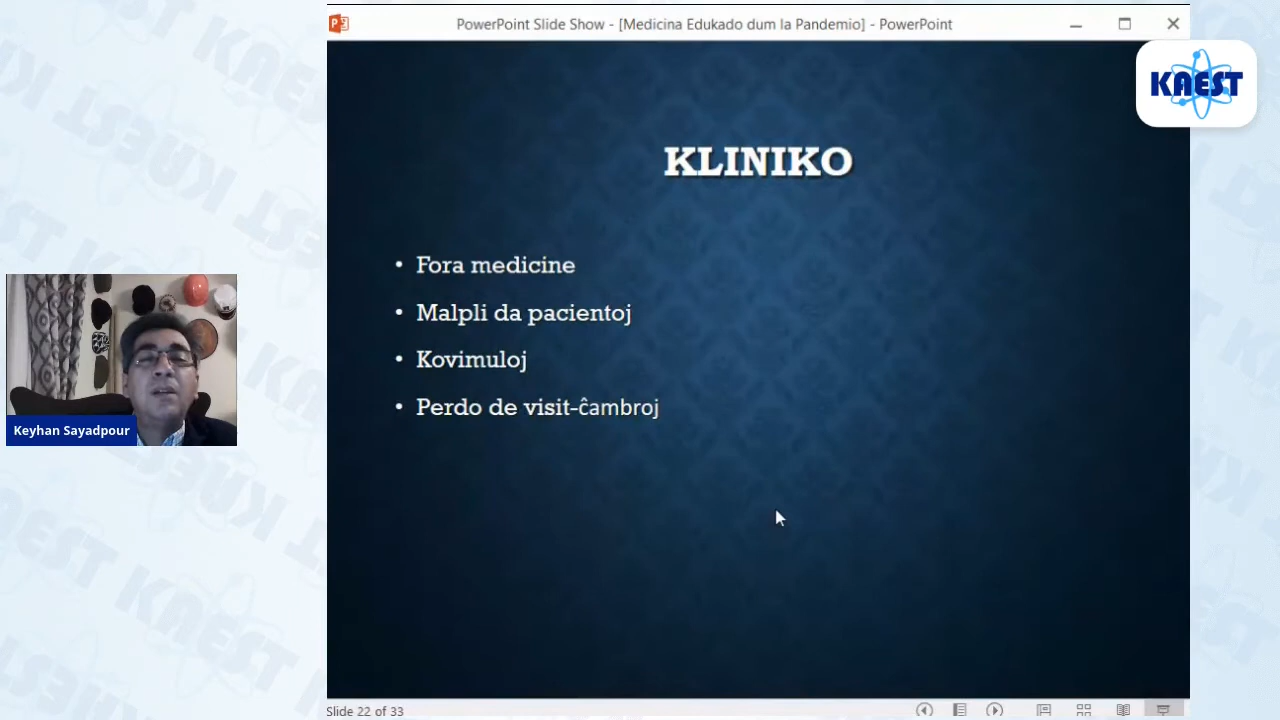 PowerPoint Slide Show - [Medicina Edukado dum la Pandemio] - PowerPoint
KAEST
KLINIKO
• Fora medicine
• Malpli da pacientoj
• Kovimuloj
• Perdo de visit-ĉambroj
Keyhan Sayadpour
Slide 22 of 33